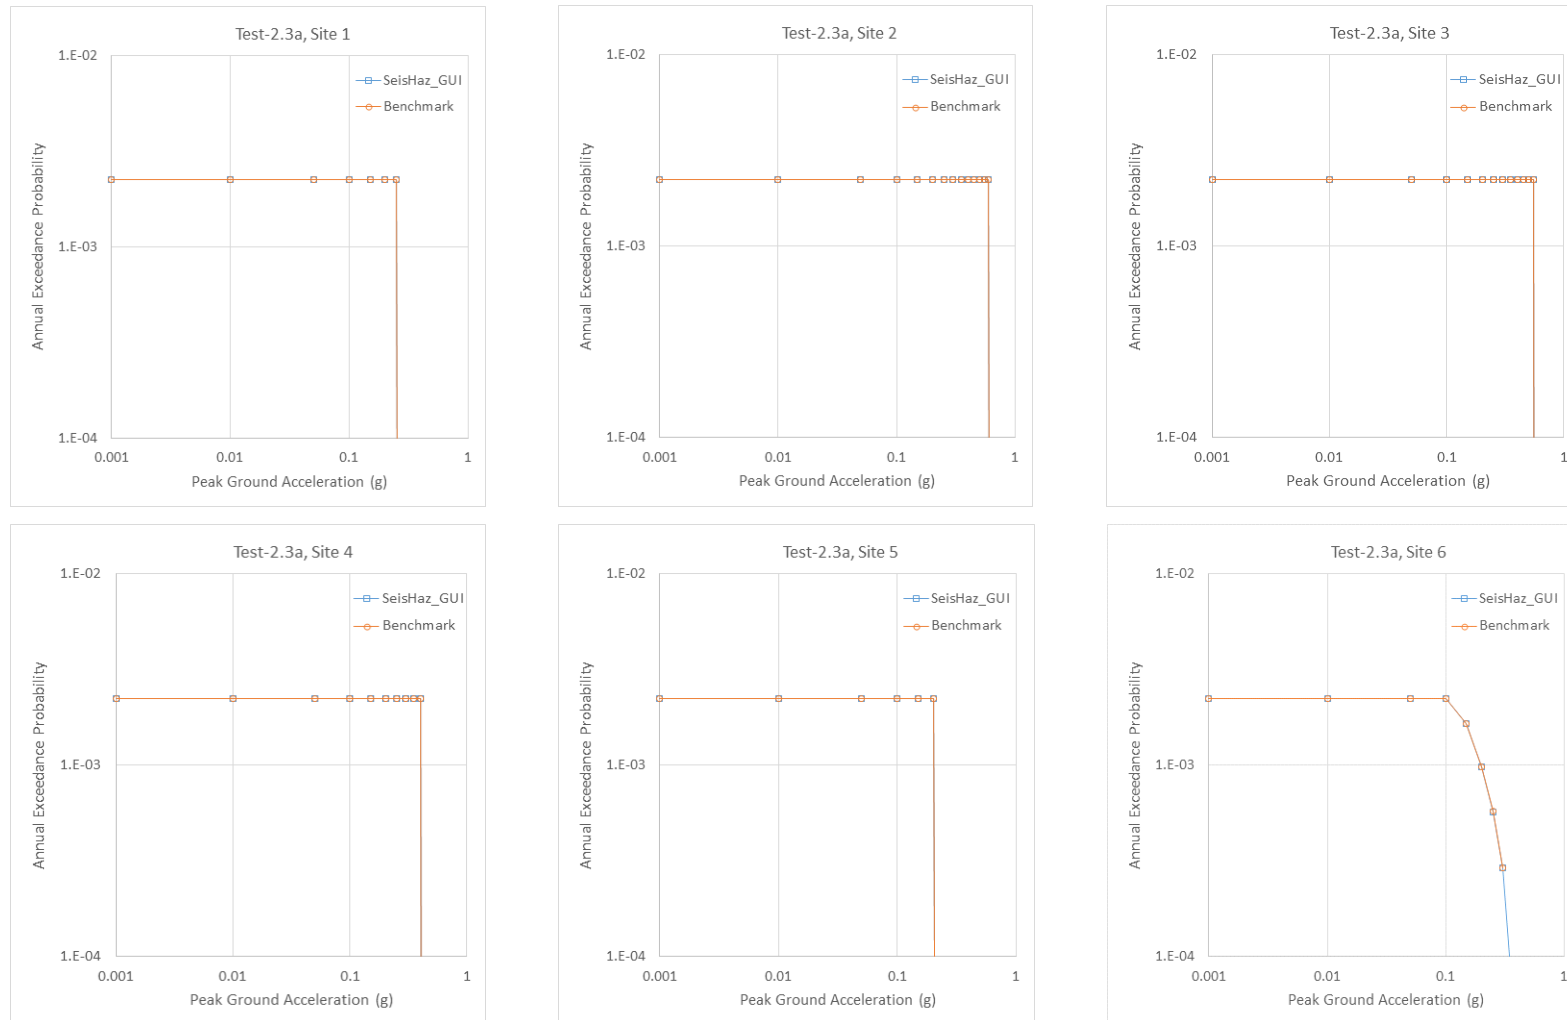 Test-2.3a, Site 1
1.E-02
SeisHaz_GUI
Benchmark
Annual Exceedance Probability
1.E-03
1.E-04
0.001 0.01 0.1 1
Peak Ground Acceleration (g)
Test-2.3a, Site 2
1.E-02
SeisHaz_GUI
Benchmark
Annual Exceedance Probability
1.E-03
1.E-04
0.001 0.01 0.1 1
Peak Ground Acceleration (g)
Test-2.3a, Site 3
1.E-02
SeisHaz_GUI
Benchmark
Annual Exceedance Probability
1.E-03
1.E-04
0.001 0.01 0.1 1
Peak Ground Acceleration (g)
Test-2.3a, Site 4
1.E-02
SeisHaz_GUI
Benchmark
Annual Exceedance Probability
1.E-03
1.E-04
0.001 0.01 0.1 1
Peak Ground Acceleration (g)
Test-2.3a, Site 5
1.E-02
SeisHaz_GUI
Benchmark
Annual Exceedance Probability
1.E-03
1.E-04
0.001 0.01 0.1 1
Peak Ground Acceleration (g)
Test-2.3a, Site 6
1.E-02
SeisHaz_GUI
Benchmark
Annual Exceedance Probability
1.E-03
1.E-04
0.001 0.01 0.1 1
Peak Ground Acceleration (g)